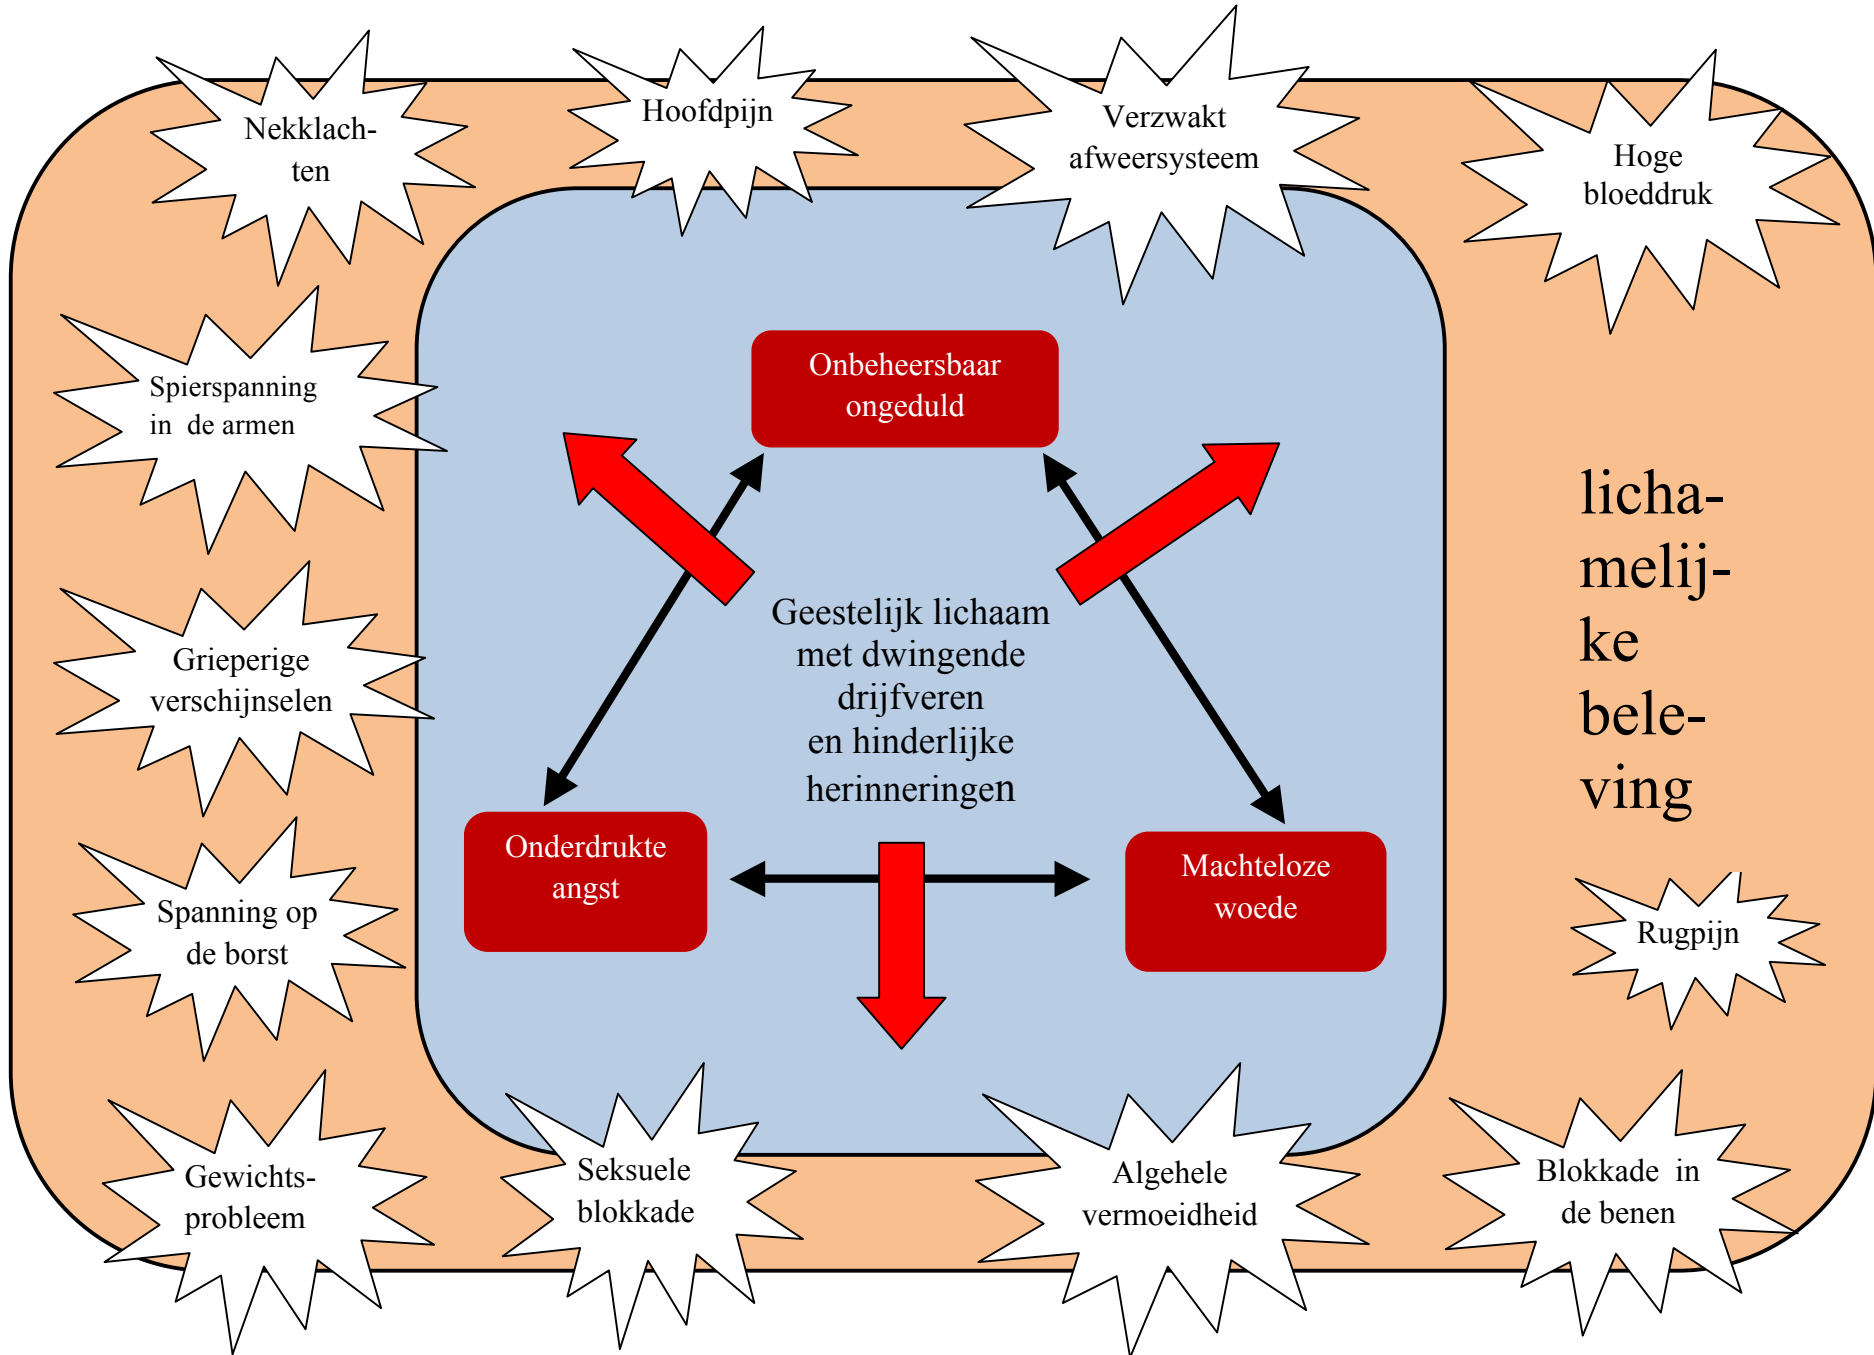 Nekklach-
ten
Hoofdpijn
Verzwakt
afweersysteem
Hoge
bloeddruk
Spierspanning
in de armen
Onbeheersbaar
ongeduld
licha-
melij-
ke
bele-
ving
Grieperige
verschijnselen
Geestelijk lichaam
met dwingende
drijfveren
en hinderlijke
herinneringen
Onderdrukte
angst
Machteloze
woede
Spanning op
de borst
Rugpijn
Gewichts-
probleem
Seksuele
blokkade
Algehele
vermoeidheid
Blokkade in
de benen